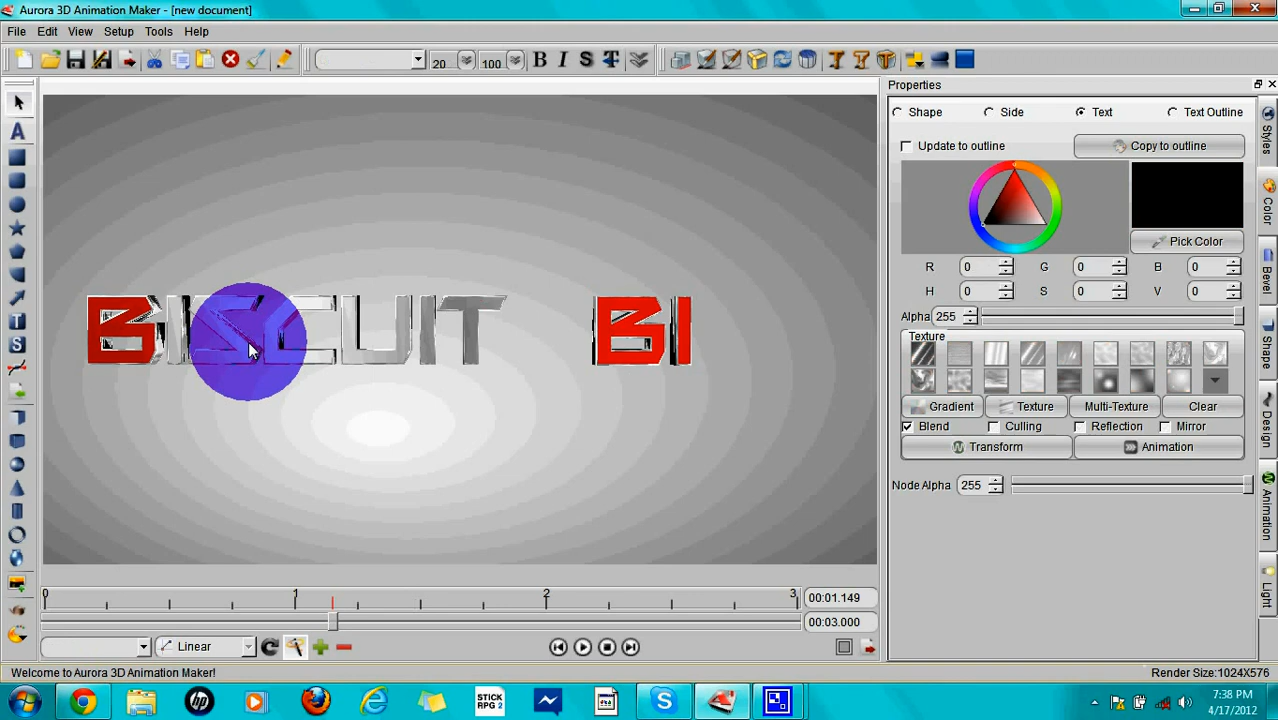 Aurora 3D Animation Maker - [new document]
File Edit View Setup Tools Help
20 100 B I S T
Properties
Shape Side Text Text Outline
Update to outline Copy to outline
Pick Color
R 0 G 0 B 0
H 0 S 0 V 0
Alpha 255
Texture
Gradient Texture Multi-Texture Clear
Blend Culling Reflection Mirror
Transform Animation
Node Alpha 255
Styles
Color
Bevel
Shape
Design
Animation
Light
BISCUIT BI
0 1 2 3
00:01.149
00:03.000
Linear
Welcome to Aurora 3D Animation Maker! Render Size:1024X576
STICK
RPG 2
7:38 PM
4/17/2012